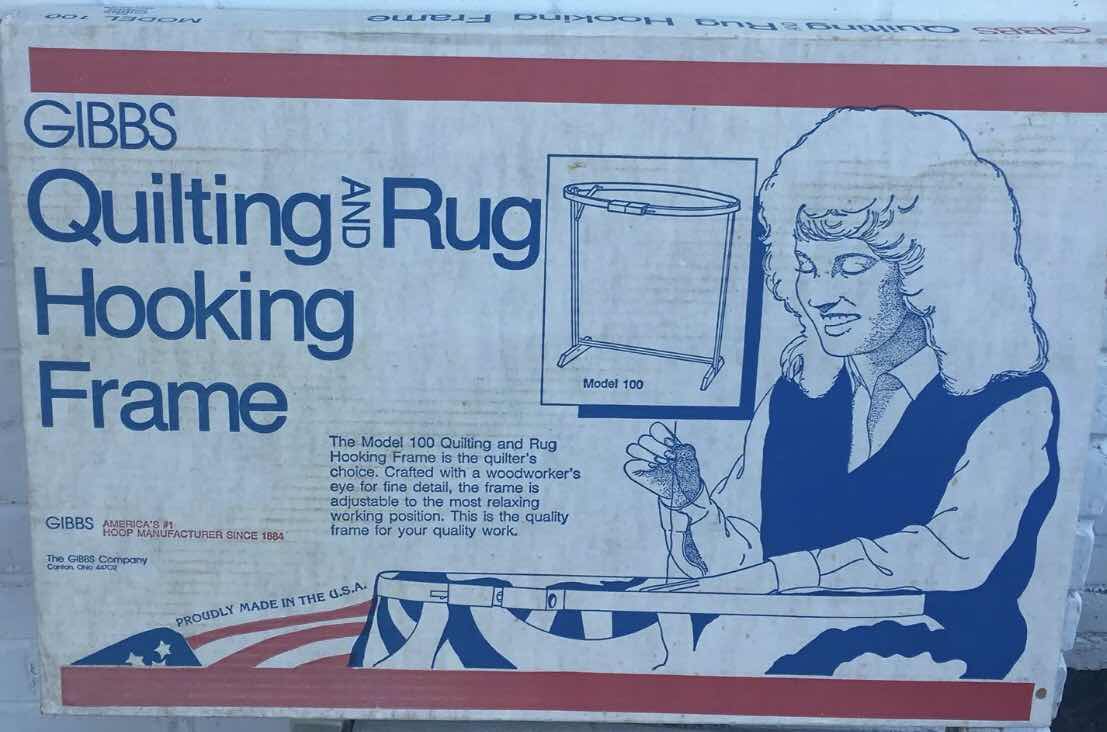 GIBBS Quilting & Rug Hooking Frame MODEL 100
GIBBS
Quilting AND Rug
Hooking
Frame
Model 100
The Model 100 Quilting and Rug
Hooking Frame is the quilter's
choice. Crafted with a woodworker's
eye for fine detail, the frame is
adjustable to the most relaxing
working position. This is the quality
frame for your quality work.
GIBBS AMERICA'S #1
HOOP MANUFACTURER SINCE 1884
The GIBBS Company
Canton, Ohio 44702
PROUDLY MADE IN THE U.S.A.